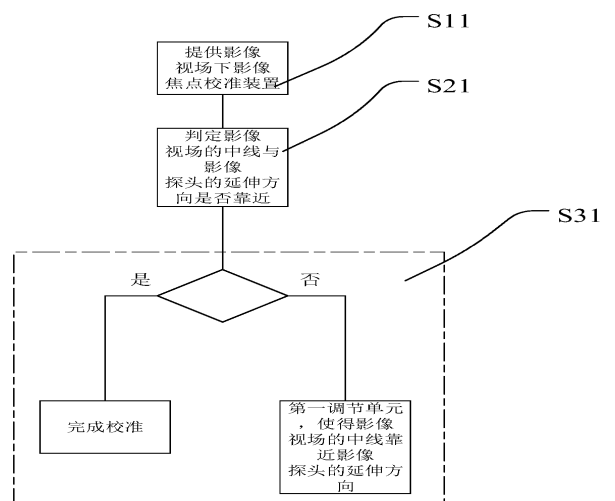 S11
提供影像
视场下影像
焦点校准装置
S21
判定影像
视场的中线与
影像
探头的延伸方
向是否靠近
S31
是
否
完成校准
第一调节单元
，使得影像
视场的中线靠
近影像
探头的延伸方
向